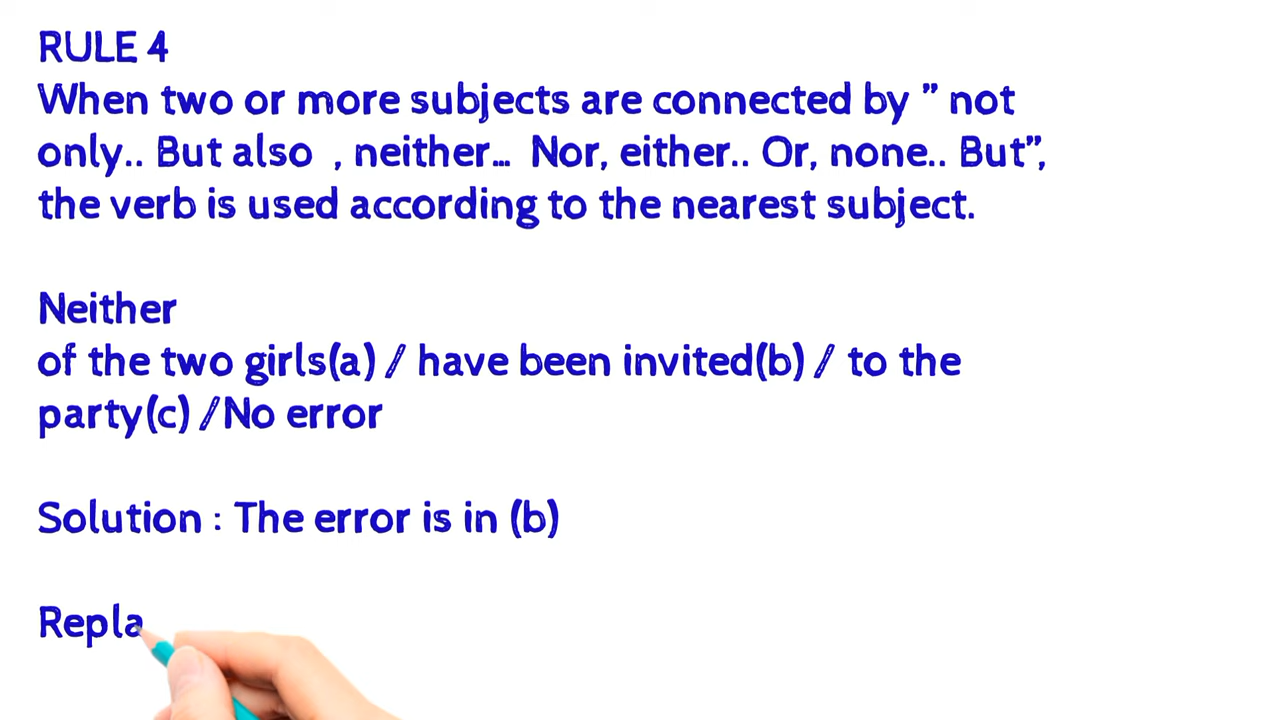 RULE 4
When two or more subjects are connected by ” not
only.. But also , neither... Nor, either.. Or, none.. But”,
the verb is used according to the nearest subject.
Neither
of the two girls(a) / have been invited(b) / to the
party(c) /No error
Solution : The error is in (b)
Repla